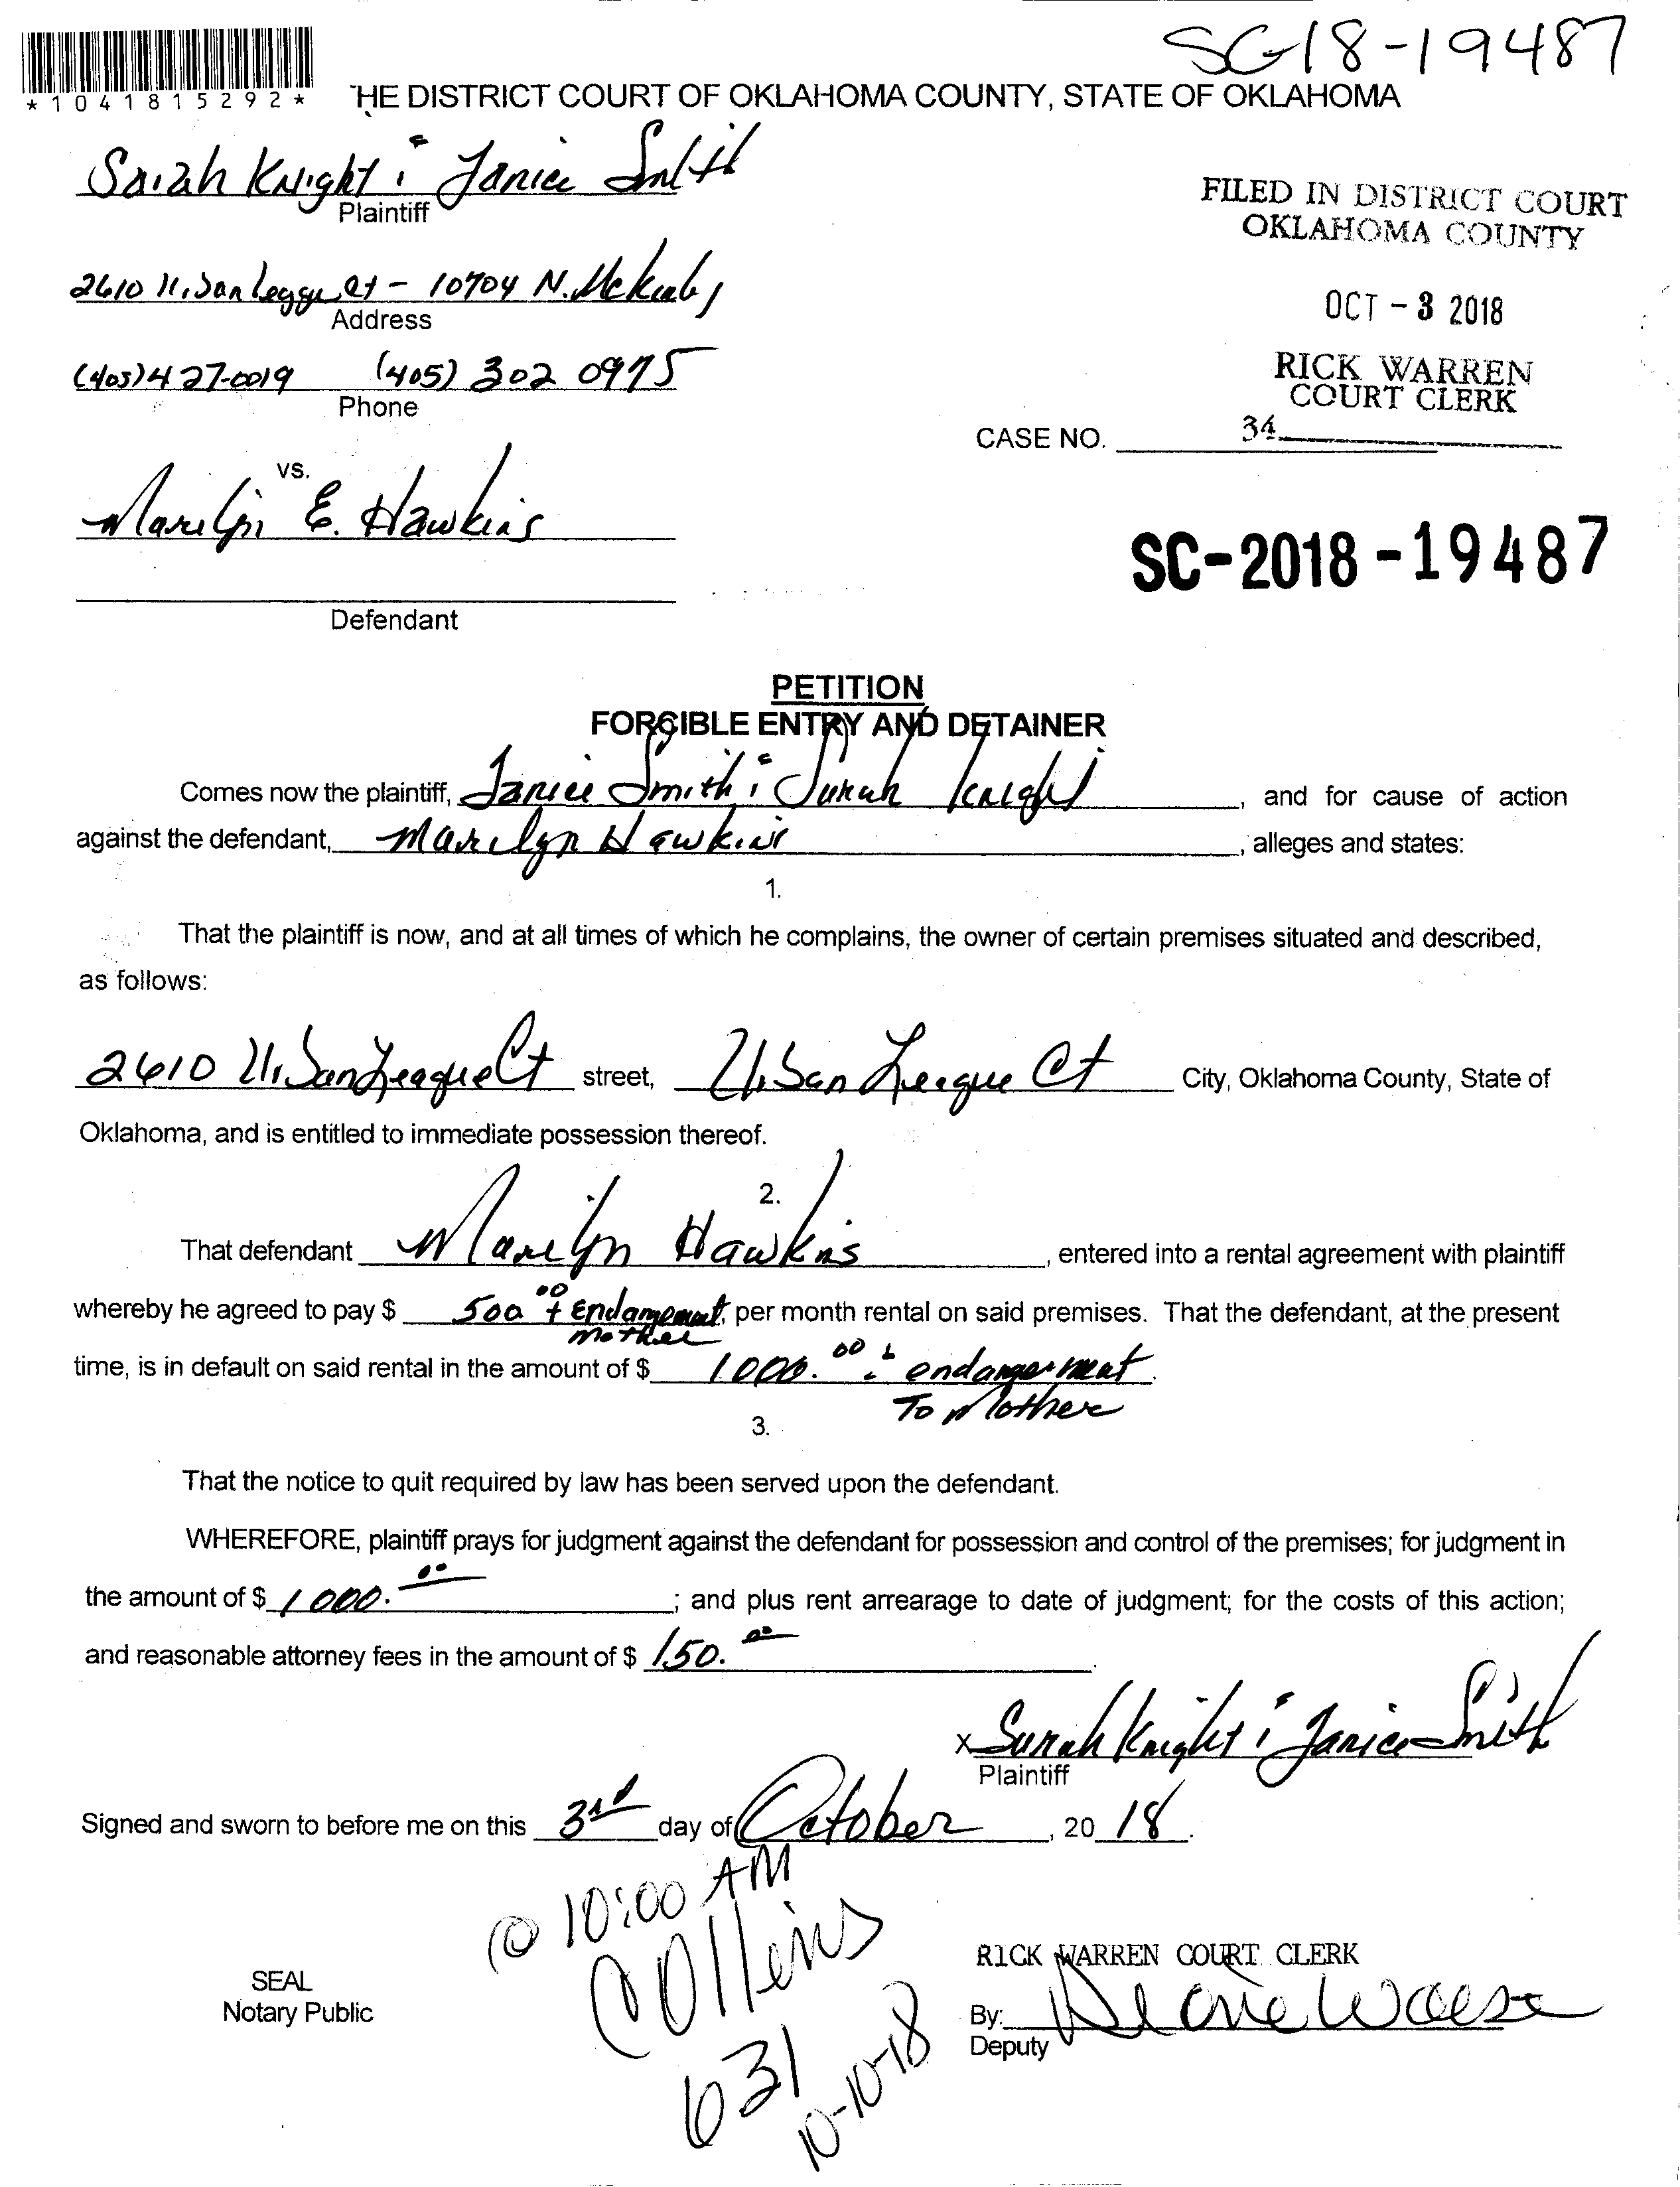 SC-18-19487
*1041815292*
HE DISTRICT COURT OF OKLAHOMA COUNTY, STATE OF OKLAHOMA
Sarah Knight & Janice Smith
Plaintiff
FILED IN DISTRICT COURT
OKLAHOMA COUNTY
2610 - 10704 N.
Address
OCT - 3 2018
(405) 427-0019 (405) 302 0975
Phone
RICK WARREN
COURT CLERK
CASE NO.
34
vs.
Marilyn E. Hawkins
SC-2018-19487
Defendant
PETITION
FORCIBLE ENTRY AND DETAINER
Comes now the plaintiff, Janice Smith & Sarah Knight, and for cause of action
against the defendant, Marilyn Hawkins, alleges and states:
1.
That the plaintiff is now, and at all times of which he complains, the owner of certain premises situated and described,
as follows:
2610 League Ct street, League Ct City, Oklahoma County, State of
Oklahoma, and is entitled to immediate possession thereof.
2.
That defendant Marilyn Hawkins, entered into a rental agreement with plaintiff
whereby he agreed to pay $ 500 00 + Endangement, per month rental on said premises. That the defendant, at the present
mother
time, is in default on said rental in the amount of $ 1000. 00 & endangerment.
To Mother
3.
That the notice to quit required by law has been served upon the defendant.
WHEREFORE, plaintiff prays for judgment against the defendant for possession and control of the premises; for judgment in
the amount of $ 1000. 00; and plus rent arrearage to date of judgment; for the costs of this action;
and reasonable attorney fees in the amount of $ 150. 00.
x Sarah Knight & Janice Smith
Plaintiff
Signed and sworn to before me on this 3rd day of October, 20 18.
@ 10:00 AM
Collins
631
10-10-18
SEAL
Notary Public
RICK WARREN COURT CLERK
By:
Deputy